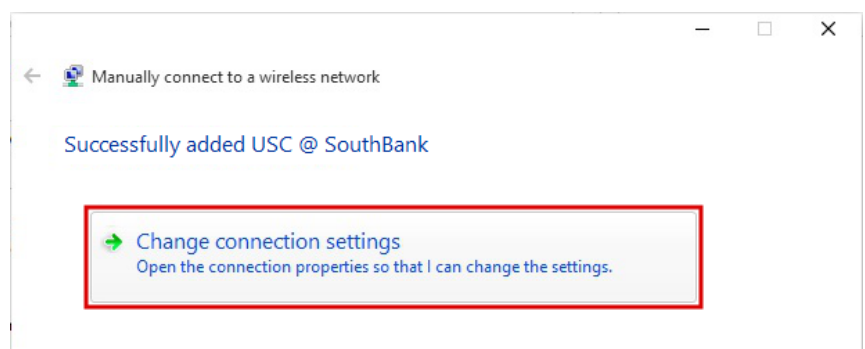 Manually connect to a wireless network
Successfully added USC @ SouthBank
Change connection settings
Open the connection properties so that I can change the settings.